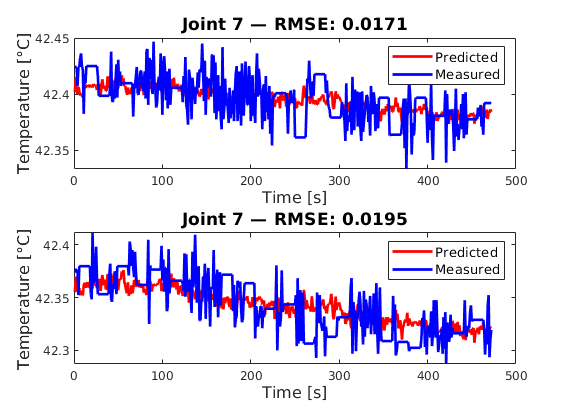 Joint 7 — RMSE: 0.0171
Temperature [°C]
42.45
42.4
42.35
Predicted
Measured
0 100 200 300 400 500
Time [s]
Joint 7 — RMSE: 0.0195
Temperature [°C]
42.4
42.35
42.3
Predicted
Measured
0 100 200 300 400 500
Time [s]